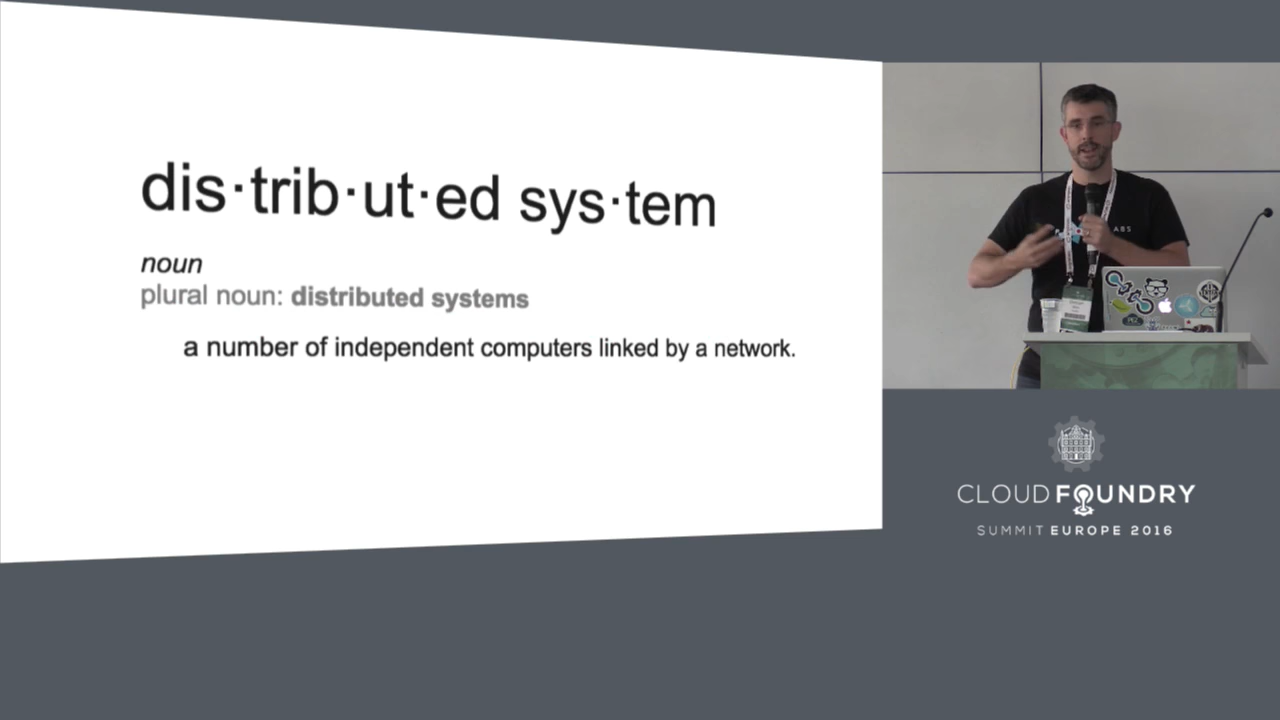 dis·trib·ut·ed sys·tem
noun
plural noun: distributed systems
a number of independent computers linked by a network.
ABS
CLOUD FOUNDRY
SUMMIT EUROPE 2016